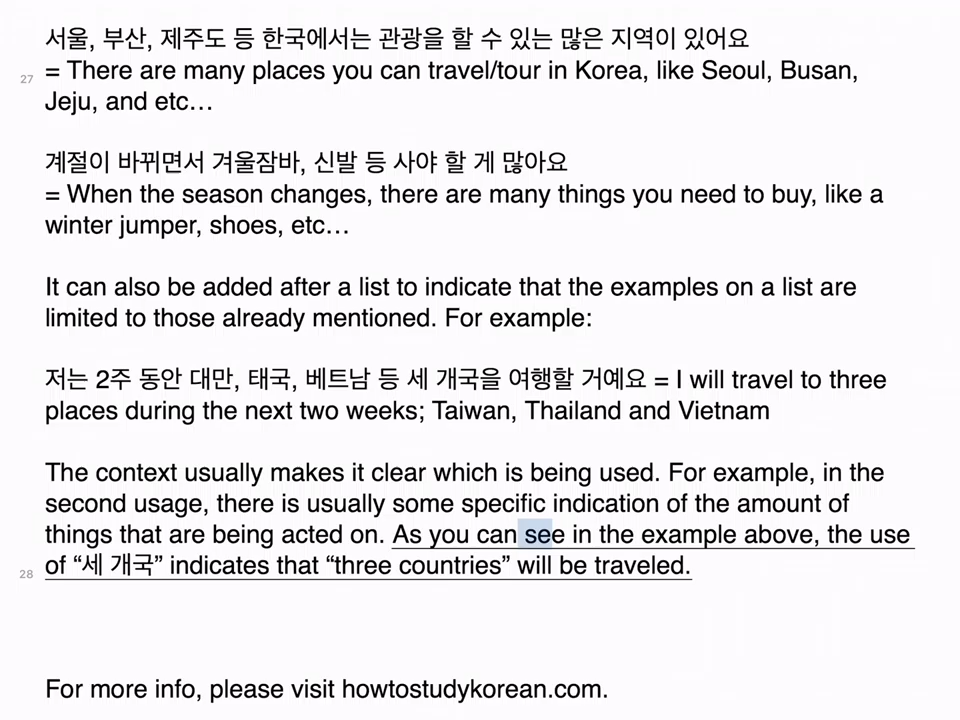 서울, 부산, 제주도 등 한국에서는 관광을 할 수 있는 많은 지역이 있어요
27
= There are many places you can travel/tour in Korea, like Seoul, Busan,
Jeju, and etc…
계절이 바뀌면서 겨울잠바, 신발 등 사야 할 게 많아요
= When the season changes, there are many things you need to buy, like a
winter jumper, shoes, etc…
It can also be added after a list to indicate that the examples on a list are
limited to those already mentioned. For example:
저는 2주 동안 대만, 태국, 베트남 등 세 개국을 여행할 거예요 = I will travel to three
places during the next two weeks; Taiwan, Thailand and Vietnam
The context usually makes it clear which is being used. For example, in the
second usage, there is usually some specific indication of the amount of
things that are being acted on. As you can see in the example above, the use
28 of “세 개국” indicates that “three countries” will be traveled.
For more info, please visit howtostudykorean.com.